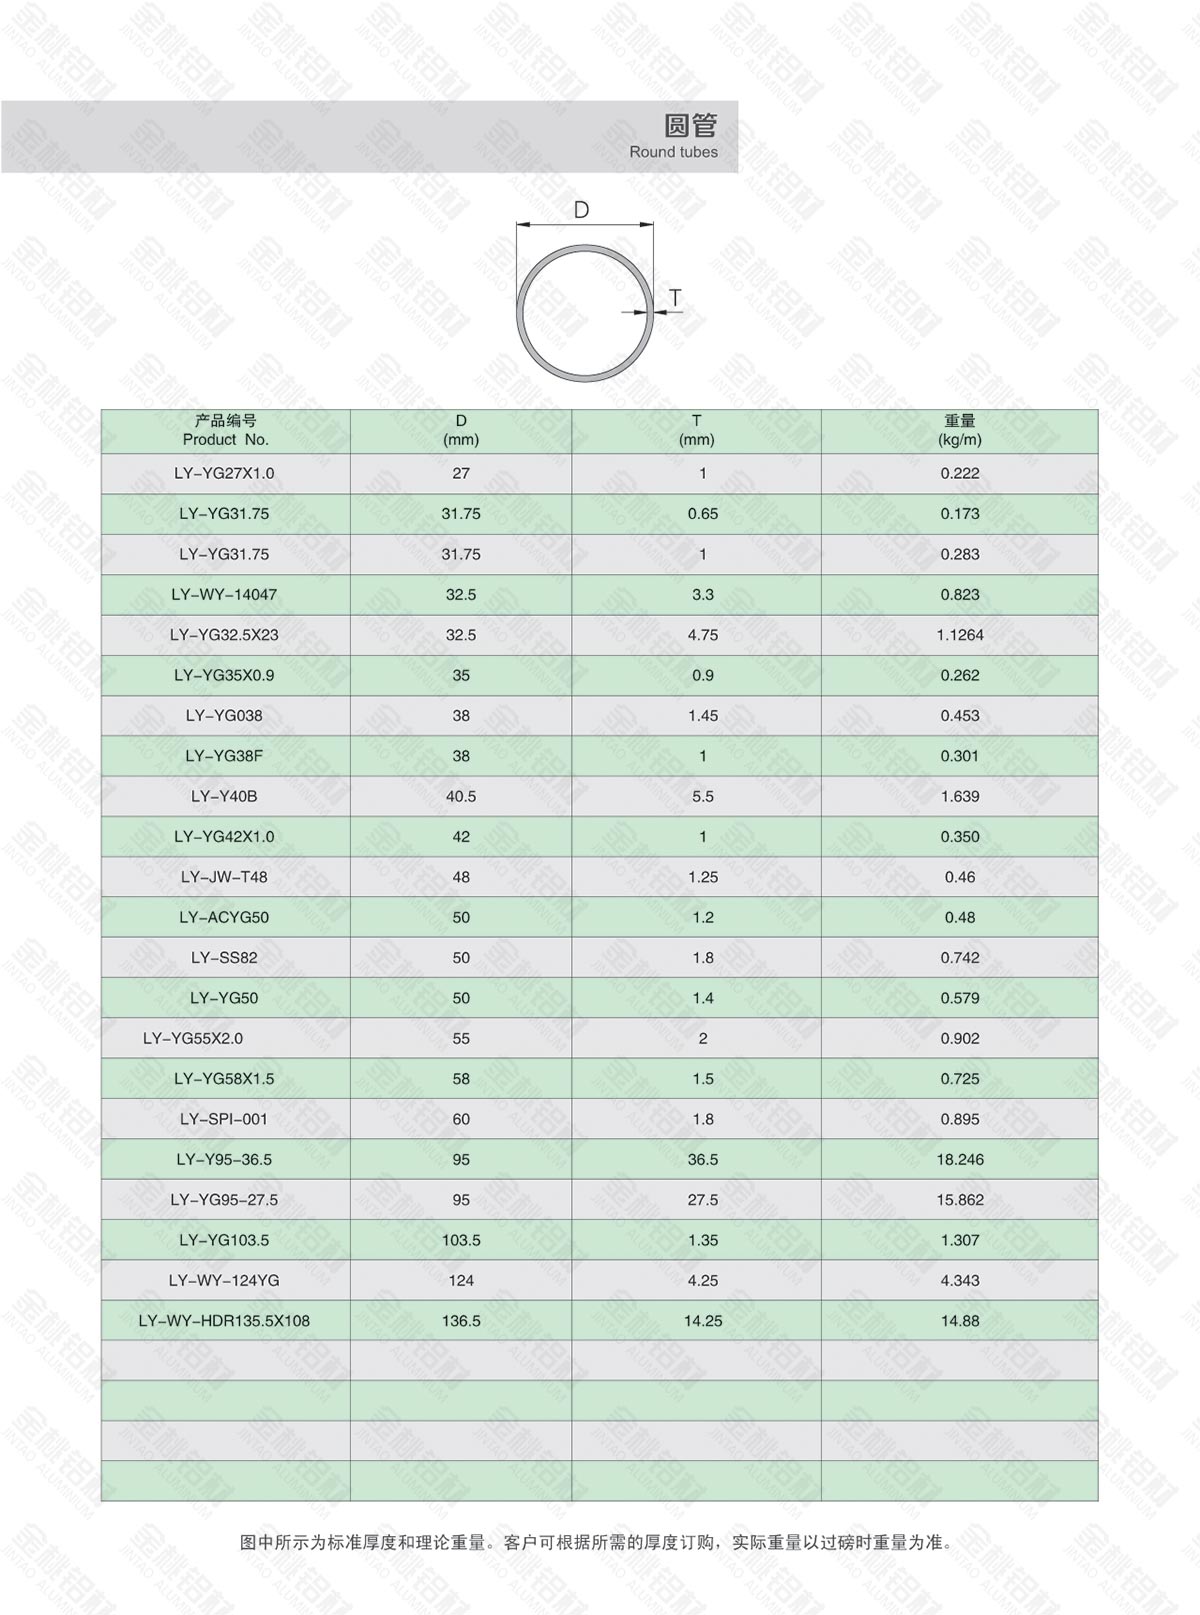 圆管
Round tubes
D
T
产品编号 D T 重量
Product No. (mm) (mm) (kg/m)
LY-YG27X1.0 27 1 0.222
LY-YG31.75 31.75 0.65 0.173
LY-YG31.75 31.75 1 0.283
LY-WY-14047 32.5 3.3 0.823
LY-YG32.5X23 32.5 4.75 1.1264
LY-YG35X0.9 35 0.9 0.262
LY-YG038 38 1.45 0.453
LY-YG38F 38 1 0.301
LY-Y40B 40.5 5.5 1.639
LY-YG42X1.0 42 1 0.350
LY-JW-T48 48 1.25 0.46
LY-ACYG50 50 1.2 0.48
LY-SS82 50 1.8 0.742
LY-YG50 50 1.4 0.579
LY-YG55X2.0 55 2 0.902
LY-YG58X1.5 58 1.5 0.725
LY-SPI-001 60 1.8 0.895
LY-Y95-36.5 95 36.5 18.246
LY-YG95-27.5 95 27.5 15.862
LY-YG103.5 103.5 1.35 1.307
LY-WY-124YG 124 4.25 4.343
LY-WY-HDR135.5X108 136.5 14.25 14.88
图中所示为标准厚度和理论重量。客户可根据所需的厚度订购，实际重量以过磅时重量为准。
金桃铝材
JINTAO ALUMINIUM